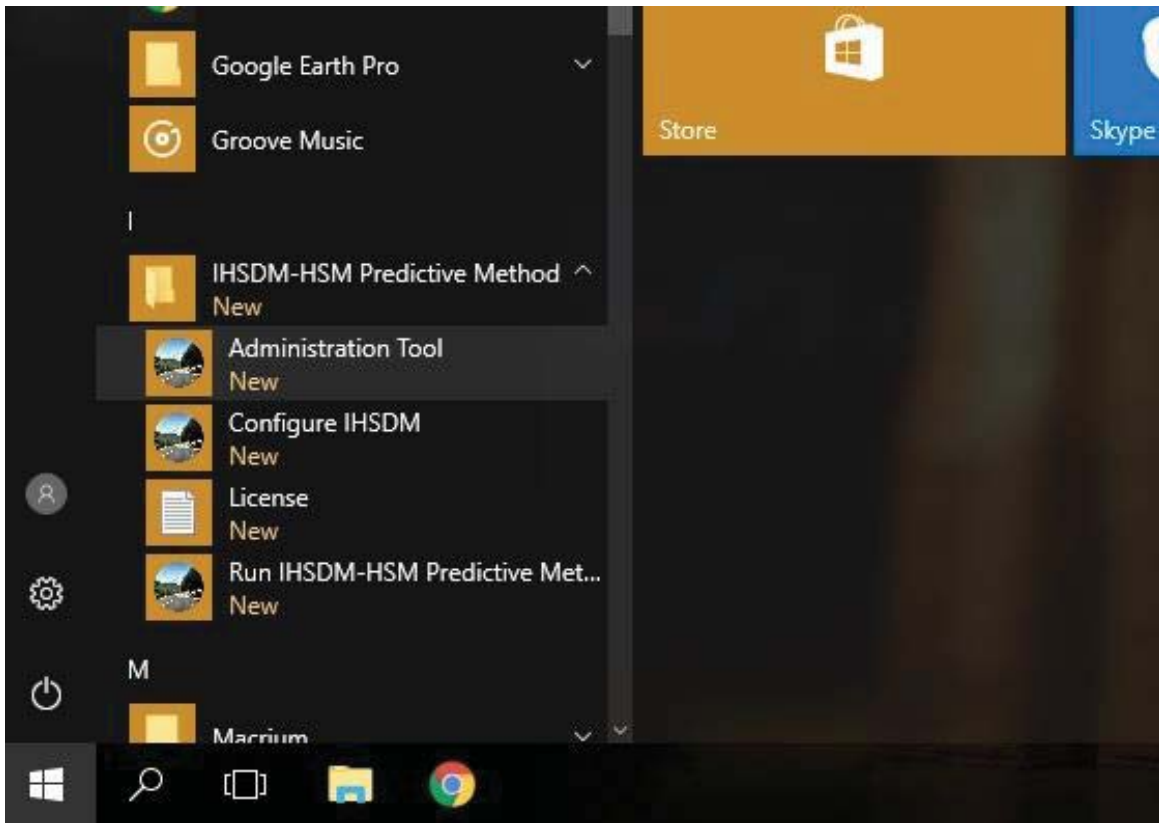 Google Earth Pro
Groove Music
I
IHSDM-HSM Predictive Method
New
Administration Tool
New
Configure IHSDM
New
License
New
Run IHSDM-HSM Predictive Met...
New
M
Macrium
Store
Skype